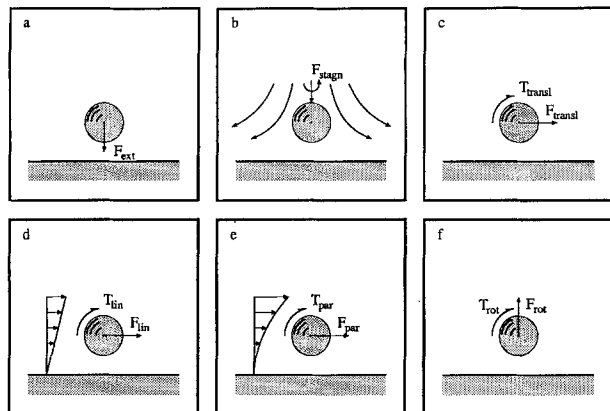 a
F_ext
b
F_stagn
c
T_transl
F_transl
d
T_lin
F_lin
e
T_par
F_par
f
T_rot
F_rot